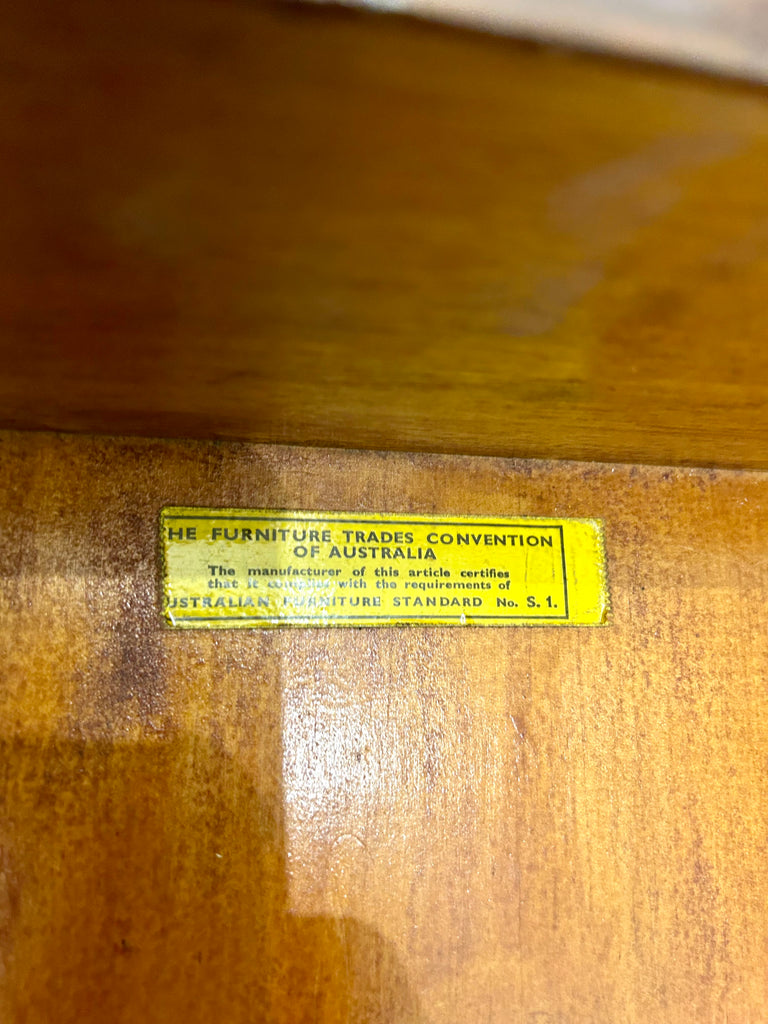 HE FURNITURE TRADES CONVENTION
OF AUSTRALIA
The manufacturer of this article certifies
that it complies with the requirements of
USTRALIAN FURNITURE STANDARD No. S. 1.